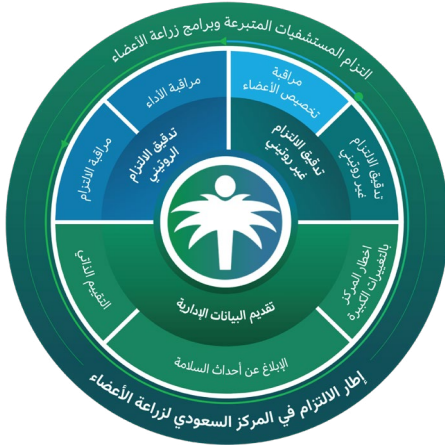 التزام المستشفيات المتبرعة وبرامج زراعة الأعضاء
مراقبة
تخصيص الأعضاء
مراقبة الأداء
مراقبة الالتزام
تدقيق الالتزام
غير روتيني
تدقيق الالتزام
غير روتيني
تدقيق الالتزام
الروتيني
اخطار المركز
بالتغييرات الكبيرة
تقديم البيانات الإدارية
التقييم الذاتي
الإبلاغ عن أحداث السلامة
إطار الالتزام في المركز السعودي لزراعة الأعضاء